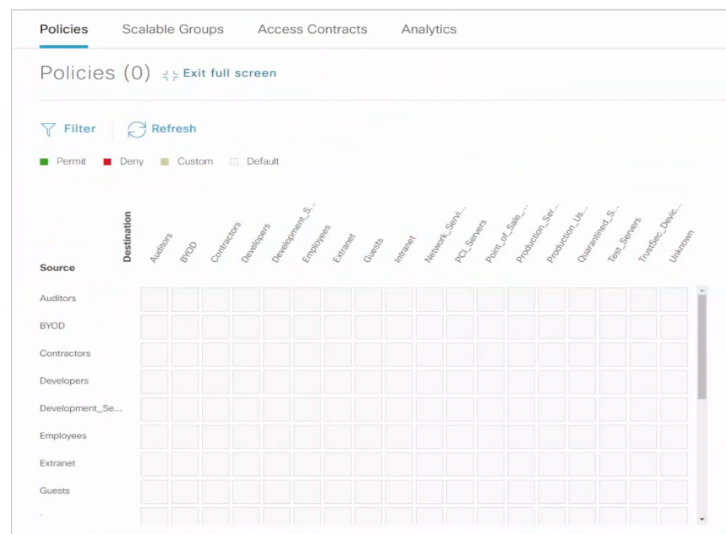 Policies Scalable Groups Access Contracts Analytics
Policies (0) Exit full screen
Filter Refresh
Permit Deny Custom Default
Destination
Auditors
BYOD
Contractors
Developers
Development_S...
Employees
Extranet
Guests
Intranet
Network_Servi...
PCI_Servers
Point_of_Sale_...
Production_Ser...
Production_Us...
Quarantined_S...
Test_Servers
TrustSec_Devic...
Unknown
Source
Auditors
BYOD
Contractors
Developers
Development_Se...
Employees
Extranet
Guests